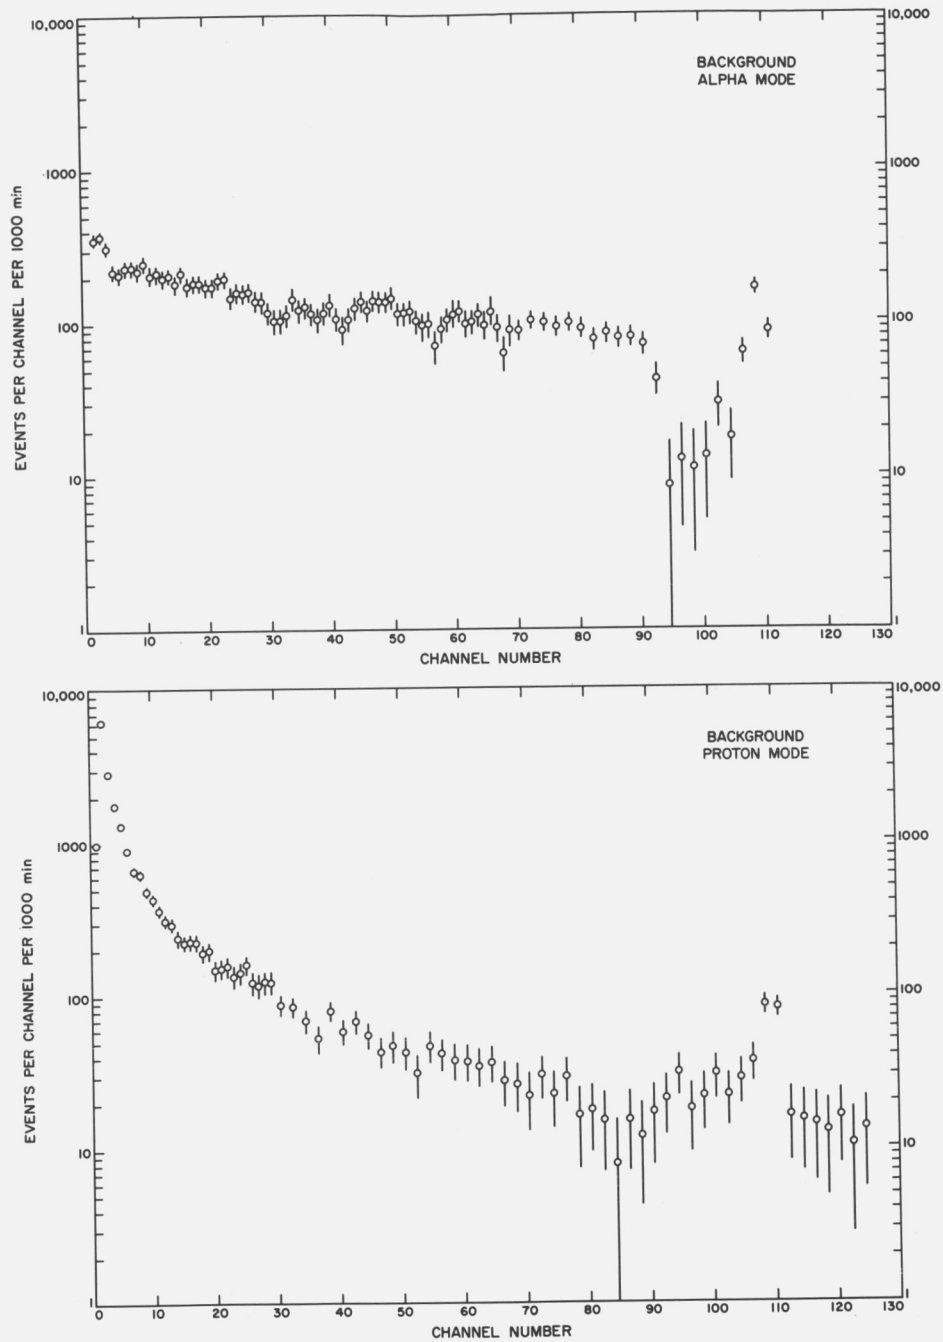 10,000
10,000
BACKGROUND
ALPHA MODE
1000
1000
100
100
10
10
1
1
0 10 20 30 40 50 60 70 80 90 100 110 120 130
CHANNEL NUMBER
EVENTS PER CHANNEL PER 1000 min
10,000
10,000
BACKGROUND
PROTON MODE
1000
1000
100
100
10
10
1
1
0 10 20 30 40 50 60 70 80 90 100 110 120 130
CHANNEL NUMBER
EVENTS PER CHANNEL PER 1000 min